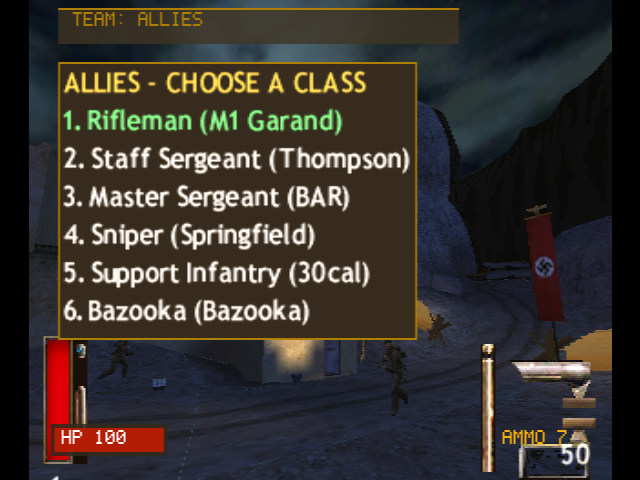 TEAM: ALLIES
ALLIES - CHOOSE A CLASS
1. Rifleman (M1 Garand)
2. Staff Sergeant (Thompson)
3. Master Sergeant (BAR)
4. Sniper (Springfield)
5. Support Infantry (30cal)
6. Bazooka (Bazooka)
HP 100
AMMO 7
50